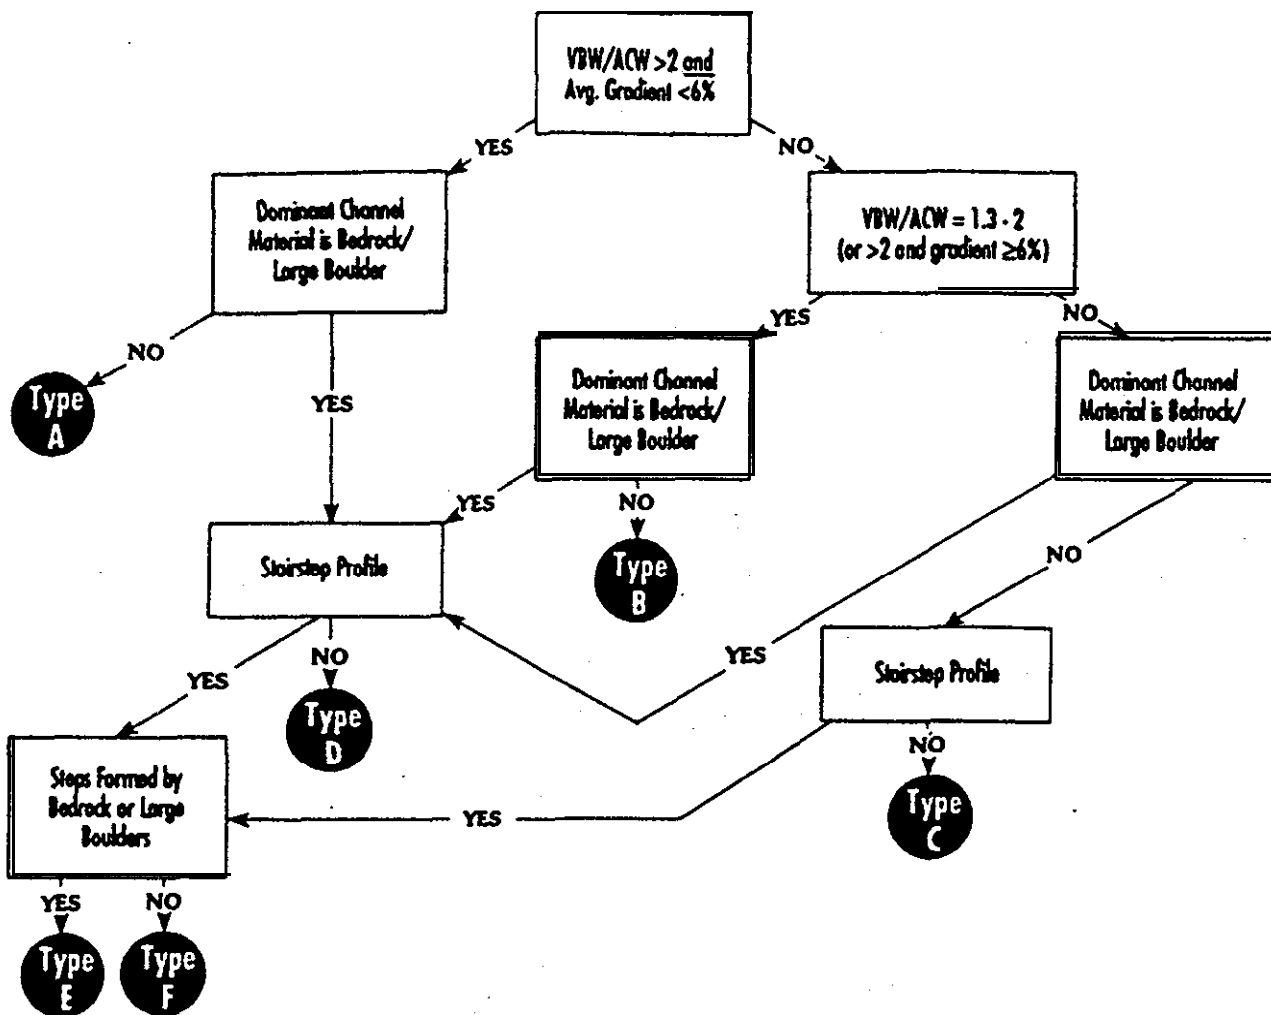 VBW/ACW >2 and
Avg. Gradient <6%
YES
NO
Dominant Channel
Material is Bedrock/
Large Boulder
VBW/ACW = 1.3 - 2
(or >2 and gradient ≥6%)
NO
YES
YES
NO
Type
A
Dominant Channel
Material is Bedrock/
Large Boulder
Dominant Channel
Material is Bedrock/
Large Boulder
YES
NO
NO
Stairstep Profile
Type
B
YES
NO
YES
Stairstep Profile
Type
D
NO
Steps Formed by
Bedrock or Large
Boulders
YES
Type
C
YES
NO
Type
E
Type
F